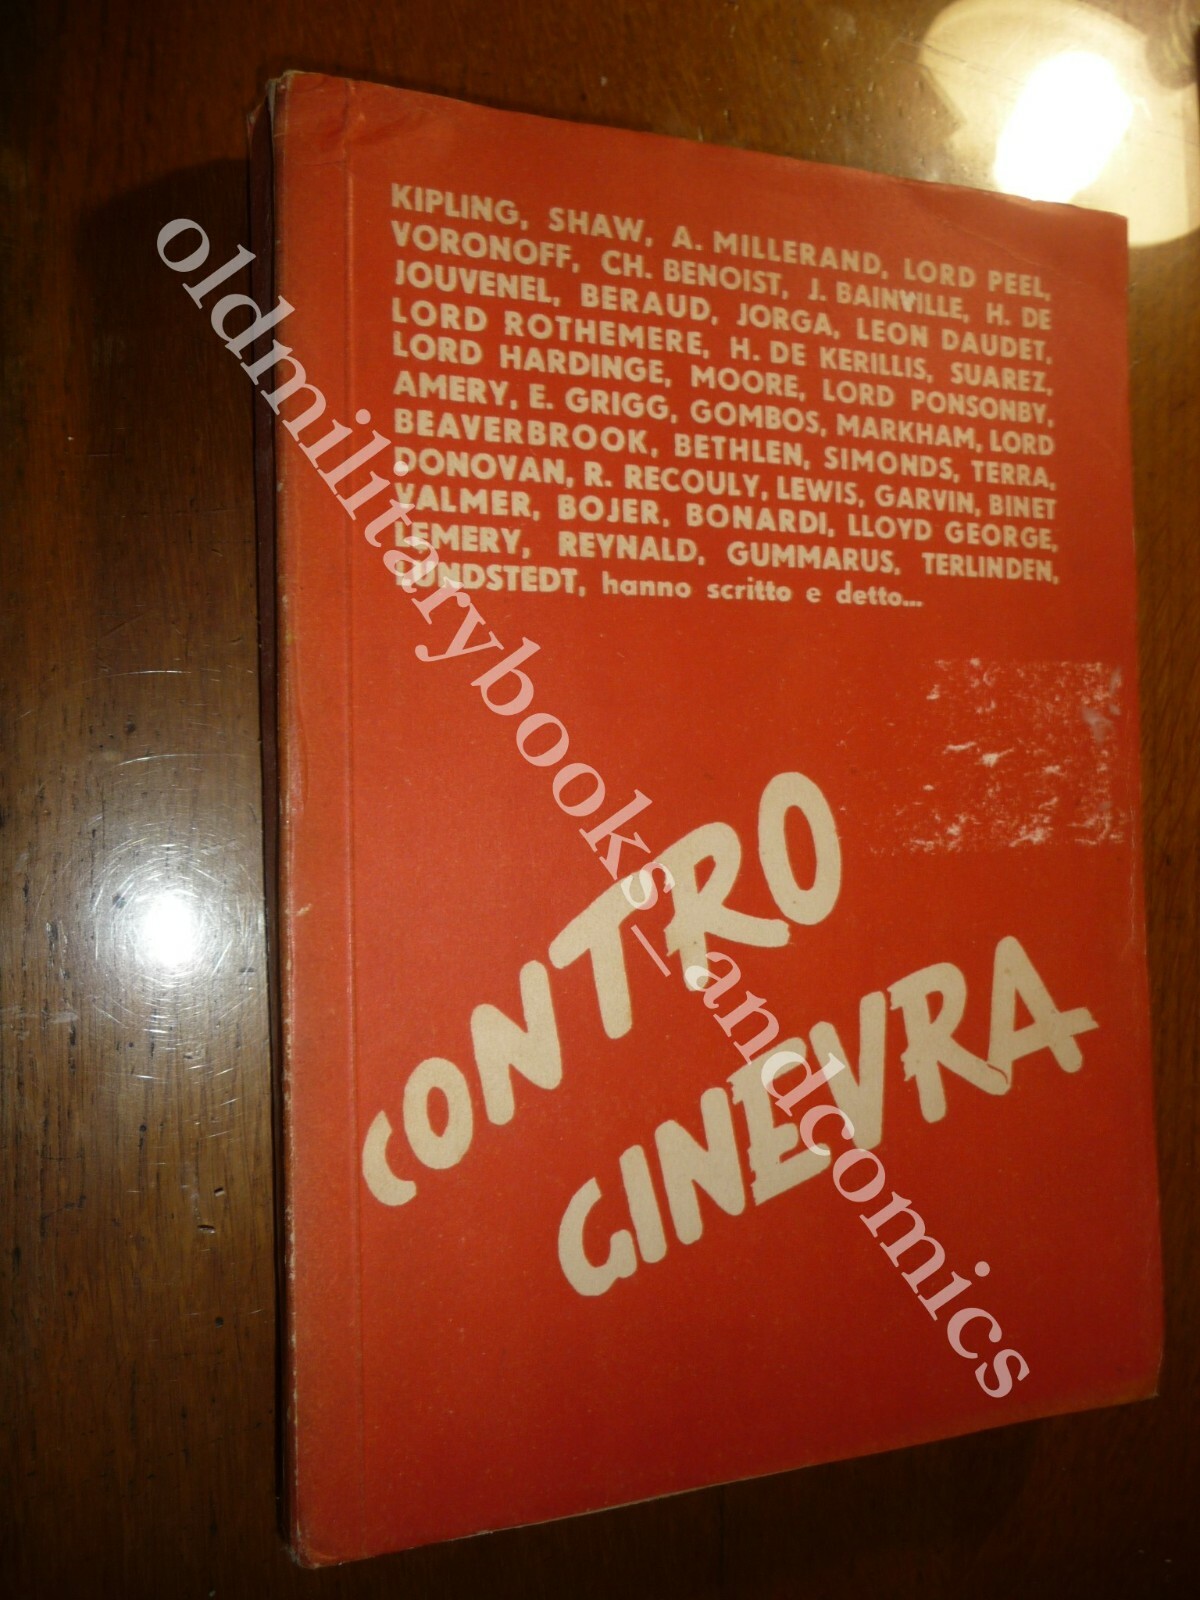 KIPLING, SHAW, A. MILLERAND, LORD PEEL,
VORONOFF, CH. BENOIST, J. BAINVILLE, H. DE
JOUVENEL, BERAUD, JORGA, LEON DAUDET,
LORD ROTHEMERE, H. DE KERILLIS, SUAREZ,
LORD HARDINGE, MOORE, LORD PONSONBY,
AMERY, E. GRIGG, GOMBOS, MARKHAM, LORD
BEAVERBROOK, BETHLEN, SIMONDS, TERRA,
DONOVAN, R. RECOULY, LEWIS, GARVIN, BINET
VALMER, BOJER, BONARDI, LLOYD GEORGE,
LEMERY, REYNALD, GUMMARUS, TERLINDEN,
hanno scritto e detto...
CONTRO
GINEVRA
oldmilitarybooks_andcomics